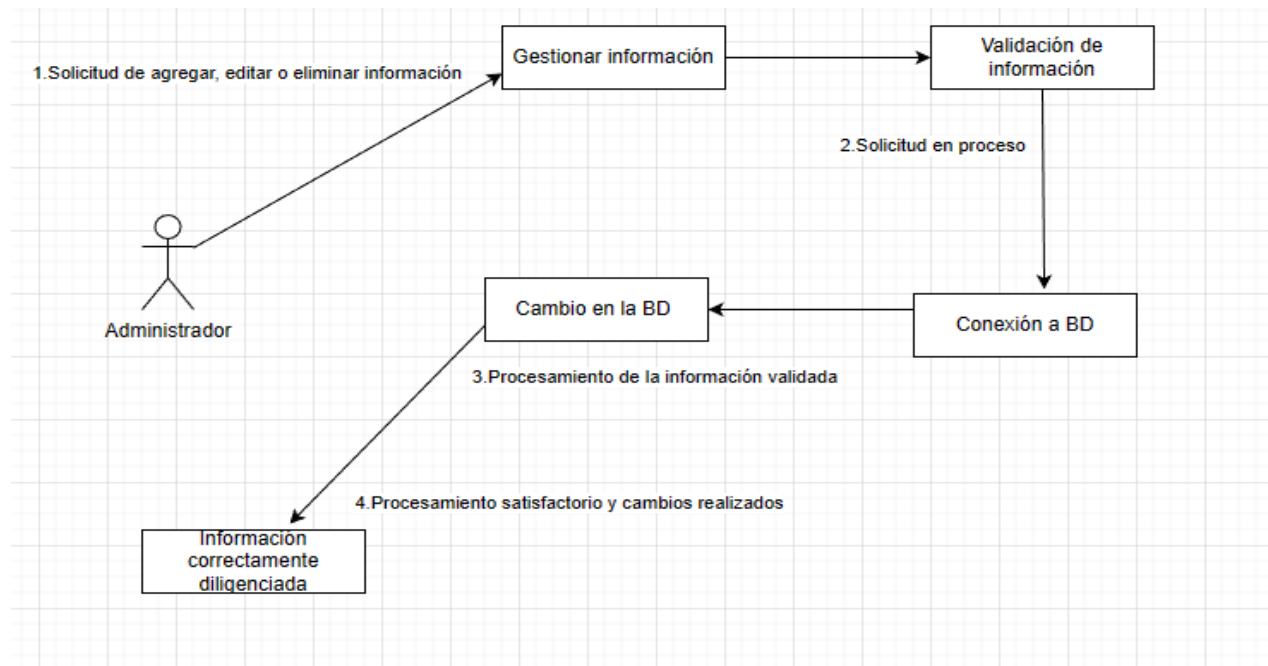 Gestionar información
Validación de
información
1.Solicitud de agregar, editar o eliminar información
2.Solicitud en proceso
Administrador
Cambio en la BD
Conexión a BD
3.Procesamiento de la información validada
4.Procesamiento satisfactorio y cambios realizados
Información
correctamente
diligenciada